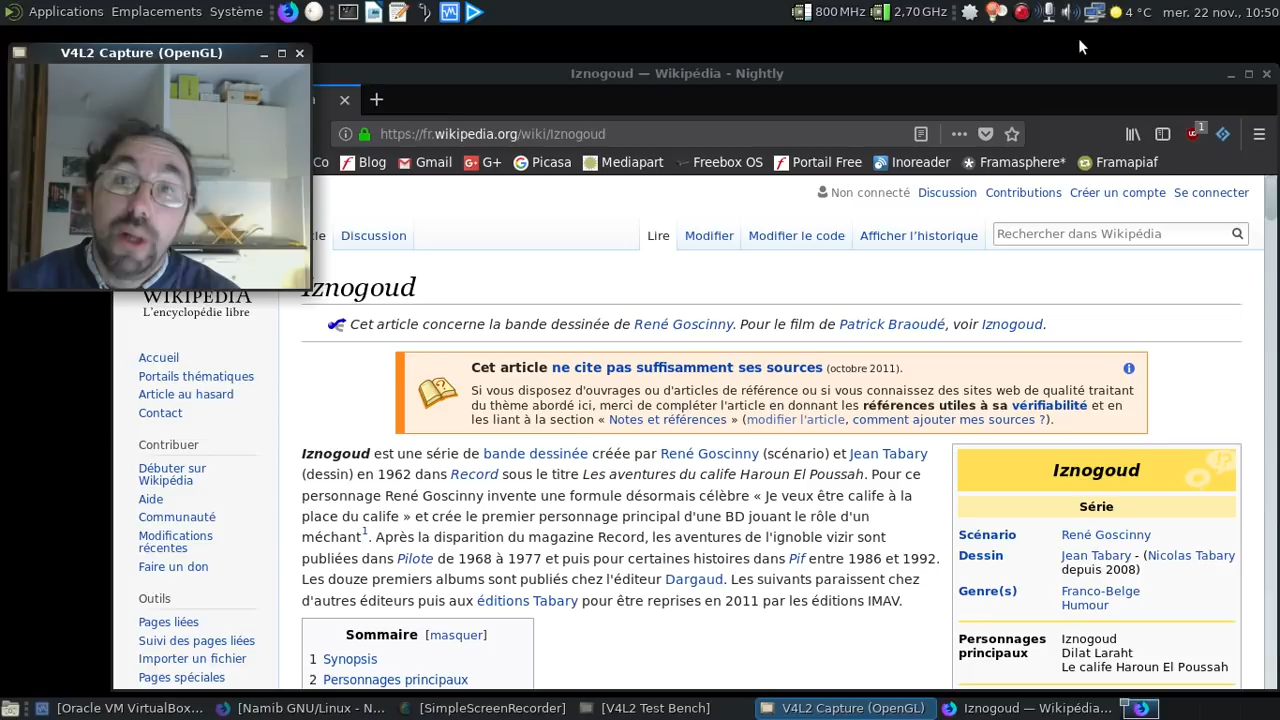 Applications Emplacements Système 800 MHz 2,70 GHz 4 °C mer. 22 nov., 10:50
V4L2 Capture (OpenGL)
Iznogoud — Wikipédia - Nightly
https://fr.wikipedia.org/wiki/Iznogoud
1
Co Blog Gmail G+ G+ Picasa Mediapart Freebox OS Portail Free Inoreader Framasphere* Framapiaf
Non connecté Discussion Contributions Créer un compte Se connecter
cle Discussion Lire Modifier Modifier le code Afficher l'historique Rechercher dans Wikipédia
WIKIPEDIA
L'encyclopédie libre
Iznogoud
Cet article concerne la bande dessinée de René Goscinny. Pour le film de Patrick Braoudé, voir Iznogoud.
Cet article ne cite pas suffisamment ses sources (octobre 2011).
Si vous disposez d'ouvrages ou d'articles de référence ou si vous connaissez des sites web de qualité traitant
du thème abordé ici, merci de compléter l'article en donnant les références utiles à sa vérifiabilité et en
les liant à la section « Notes et références » (modifier l'article, comment ajouter mes sources ?).
Accueil
Portails thématiques
Article au hasard
Contact
Contribuer
Débuter sur
Wikipédia
Aide
Communauté
Modifications
récentes
Faire un don
Outils
Pages liées
Suivi des pages liées
Importer un fichier
Pages spéciales
Iznogoud est une série de bande dessinée créée par René Goscinny (scénario) et Jean Tabary
(dessin) en 1962 dans Record sous le titre Les aventures du calife Haroun El Poussah. Pour ce
personnage René Goscinny invente une formule désormais célèbre « Je veux être calife à la
place du calife » et crée le premier personnage principal d'une BD jouant le rôle d'un
méchant1. Après la disparition du magazine Record, les aventures de l'ignoble vizir sont
publiées dans Pilote de 1968 à 1977 et puis pour certaines histoires dans Pif entre 1986 et 1992.
Les douze premiers albums sont publiés chez l'éditeur Dargaud. Les suivants paraissent chez
d'autres éditeurs puis aux éditions Tabary pour être reprises en 2011 par les éditions IMAV.
Sommaire [masquer]
1 Synopsis
2 Personnages principaux
Iznogoud
Série
Scénario René Goscinny
Dessin Jean Tabary - (Nicolas Tabary
depuis 2008)
Genre(s) Franco-Belge
Humour
Personnages Iznogoud
principaux Dilat Laraht
Le calife Haroun El Poussah
[Oracle VM VirtualBox... [Namib GNU/Linux - N... [SimpleScreenRecorder] [V4L2 Test Bench] V4L2 Capture (OpenGL) Iznogoud — Wikipédia...